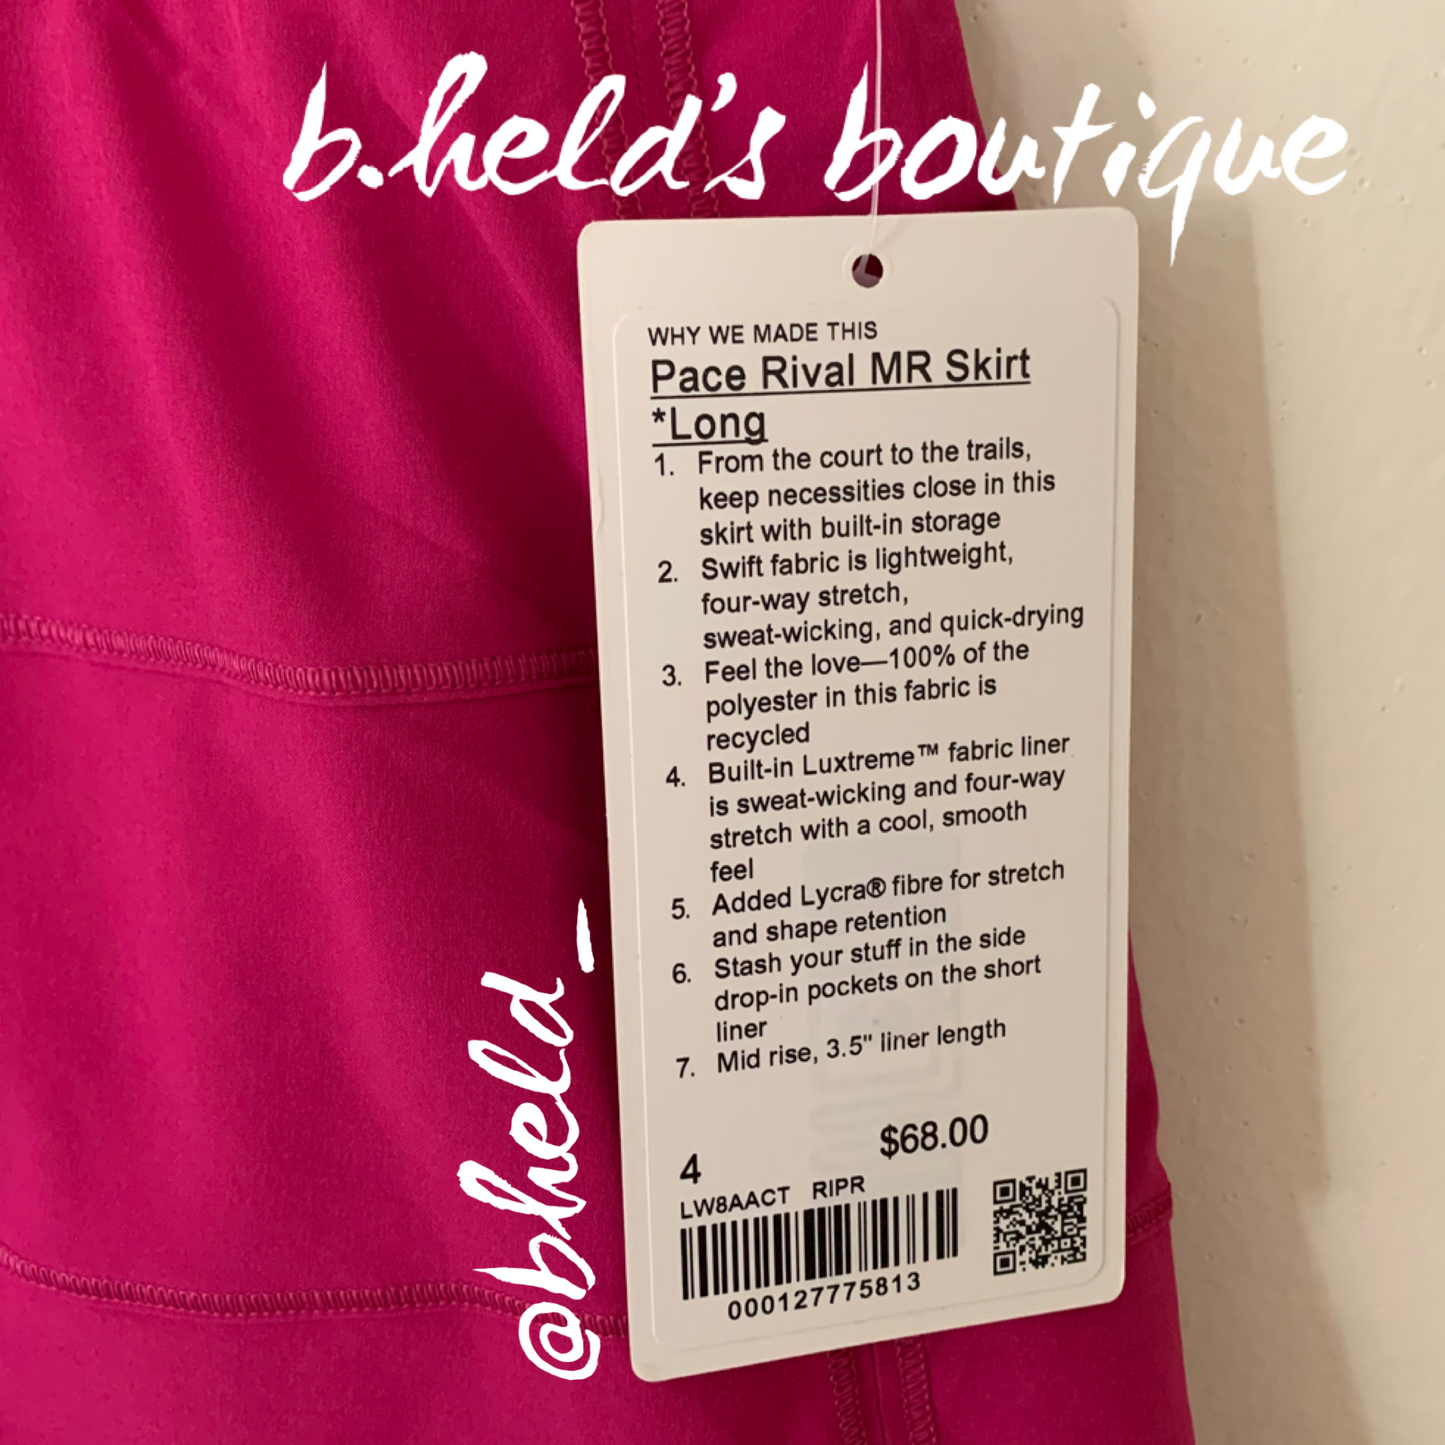 b.held's boutique
WHY WE MADE THIS
Pace Rival MR Skirt
*Long
1. From the court to the trails,
keep necessities close in this
skirt with built-in storage
2. Swift fabric is lightweight,
four-way stretch,
sweat-wicking, and quick-drying
3. Feel the love—100% of the
polyester in this fabric is
recycled
4. Built-in Luxtreme™ fabric liner
is sweat-wicking and four-way
stretch with a cool, smooth
feel
5. Added Lycra® fibre for stretch
and shape retention
6. Stash your stuff in the side
drop-in pockets on the short
liner
7. Mid rise, 3.5" liner length
4 $68.00
LW8AACT RIPR
000127775813
@bheld_